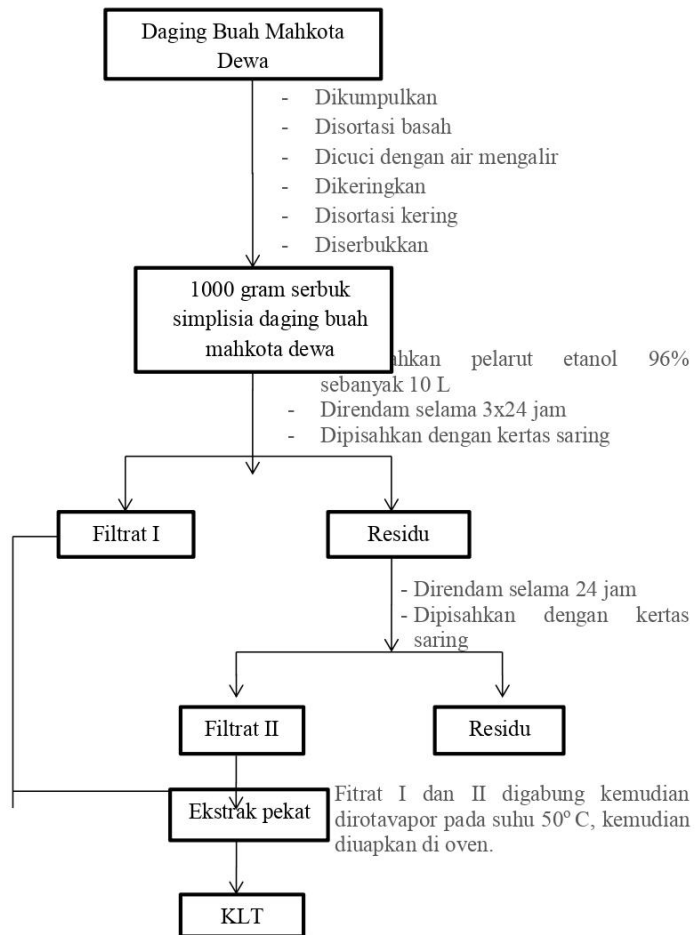 Daging Buah Mahkota
Dewa
- Dikumpulkan
- Disortasi basah
- Dicuci dengan air mengalir
- Dikeringkan
- Disortasi kering
- Diserbukkan
1000 gram serbuk
simplisia daging buah
mahkota dewa
pelarut etanol 96%
sebanyak 10 L
- Direndam selama 3x24 jam
- Dipisahkan dengan kertas saring
Filtrat I
Residu
- Direndam selama 24 jam
- Dipisahkan dengan kertas
saring
Filtrat II
Residu
Ekstrak pekat
Fitrat I dan II digabung kemudian
dirotavapor pada suhu 50° C, kemudian
diuapkan di oven.
KLT